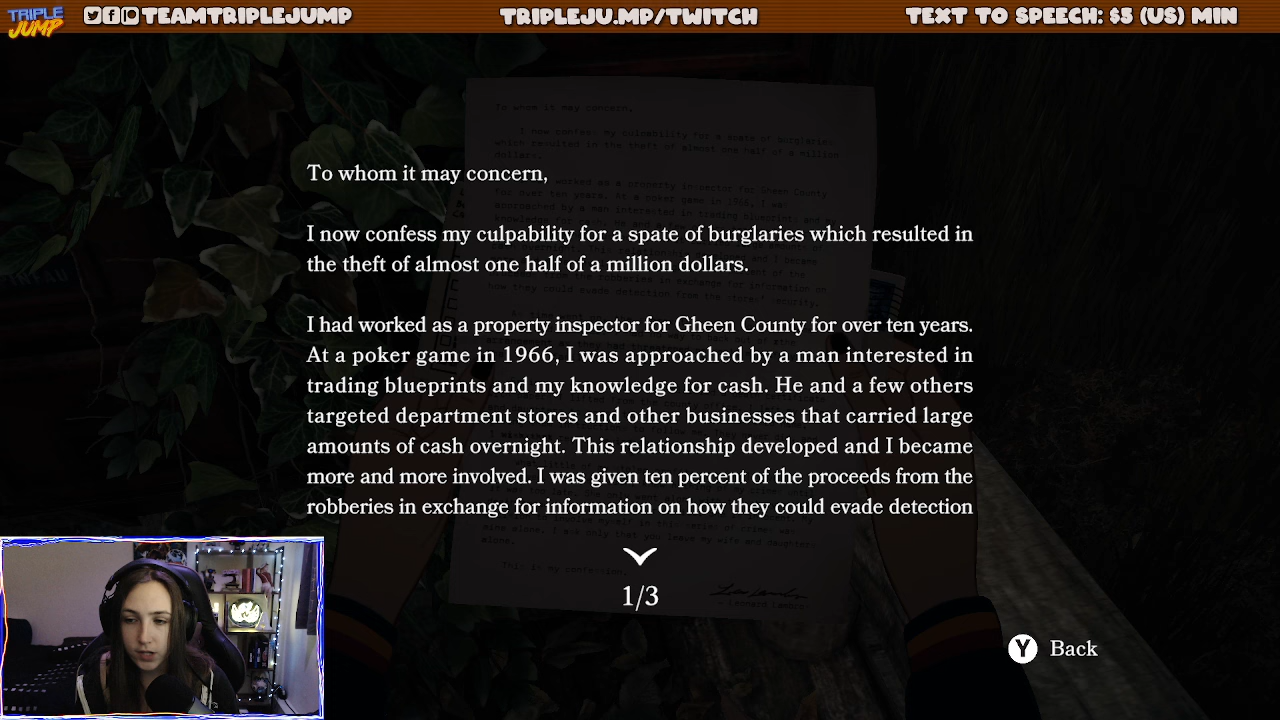 TRIPLE
JUMP
TEAMTRIPLEJUMP
TRIPLEJU.MP/TWITCH
TEXT TO SPEECH: $5 (US) MIN
To whom it may concern,
I now confess my culpability for a spate of burglaries which resulted in
the theft of almost one half of a million dollars.
I had worked as a property inspector for Gheen County for over ten years.
At a poker game in 1966, I was approached by a man interested in
trading blueprints and my knowledge for cash. He and a few others
targeted department stores and other businesses that carried large
amounts of cash overnight. This relationship developed and I became
more and more involved. I was given ten percent of the proceeds from the
robberies in exchange for information on how they could evade detection
1/3
Y Back